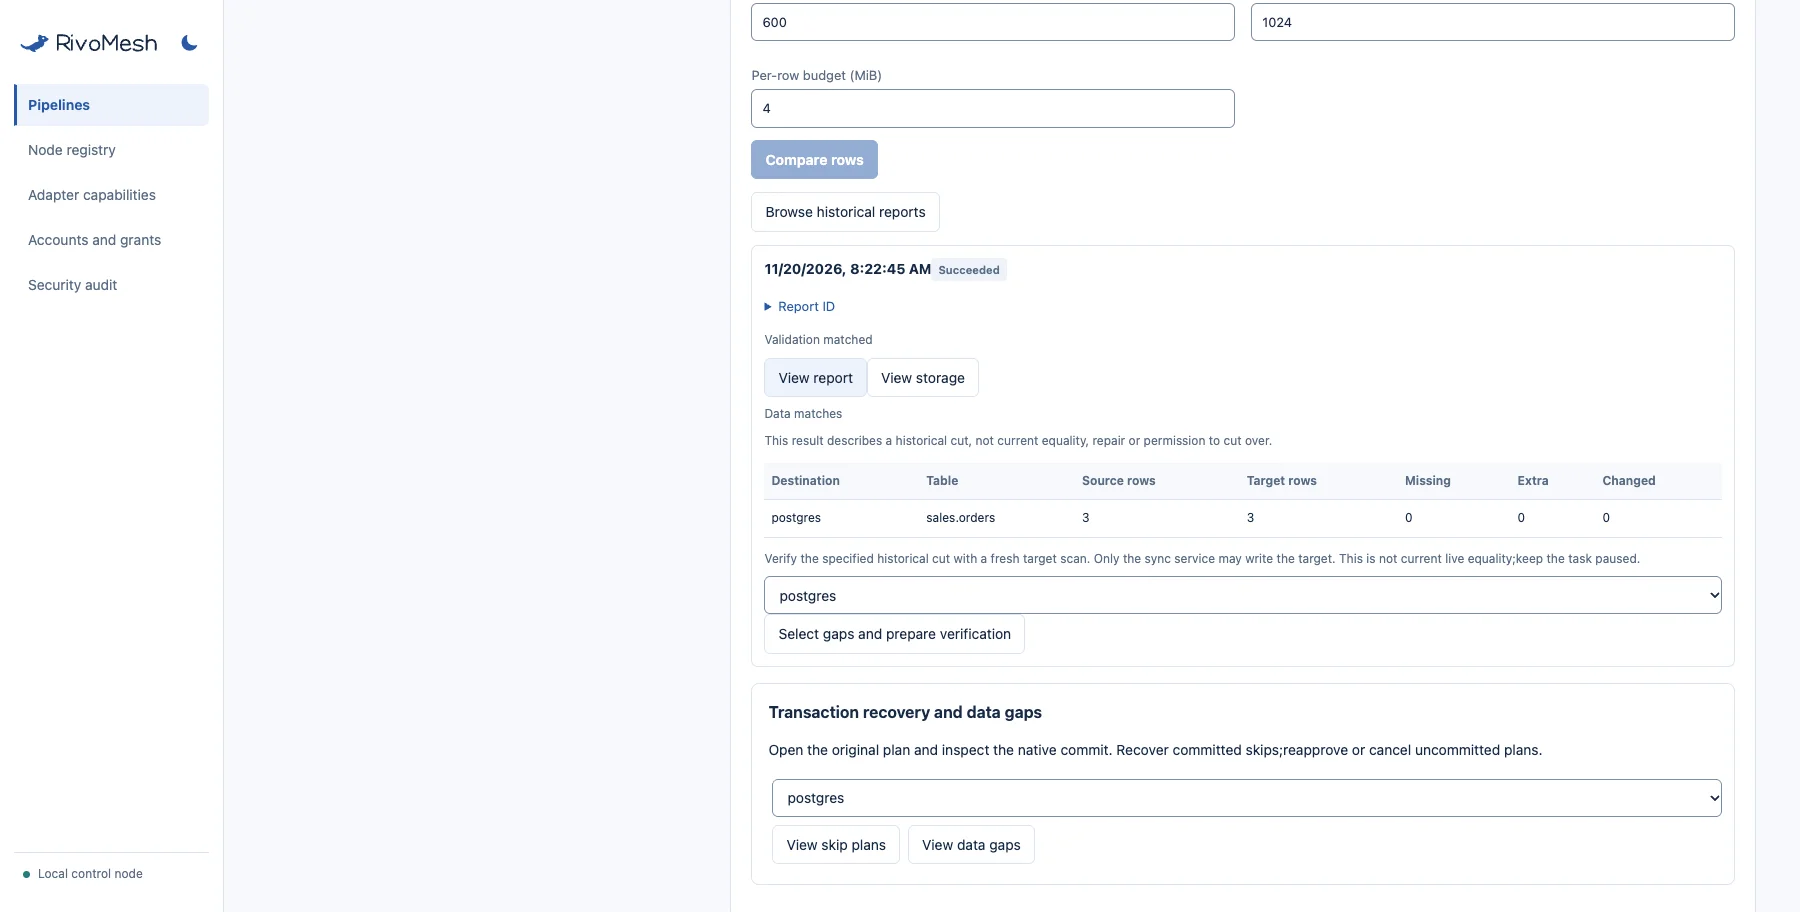 RivoMesh
Pipelines
Node registry
Adapter capabilities
Accounts and grants
Security audit
Local control node
600
1024
Per-row budget (MiB)
4
Compare rows
Browse historical reports
11/20/2026, 8:22:45 AM Succeeded
Report ID
Validation matched
View report View storage
Data matches
This result describes a historical cut, not current equality, repair or permission to cut over.
Destination Table Source rows Target rows Missing Extra Changed
postgres sales.orders 3 3 0 0 0
Verify the specified historical cut with a fresh target scan. Only the sync service may write the target. This is not current live equality;keep the task paused.
postgres
Select gaps and prepare verification
Transaction recovery and data gaps
Open the original plan and inspect the native commit. Recover committed skips;reapprove or cancel uncommitted plans.
postgres
View skip plans View data gaps